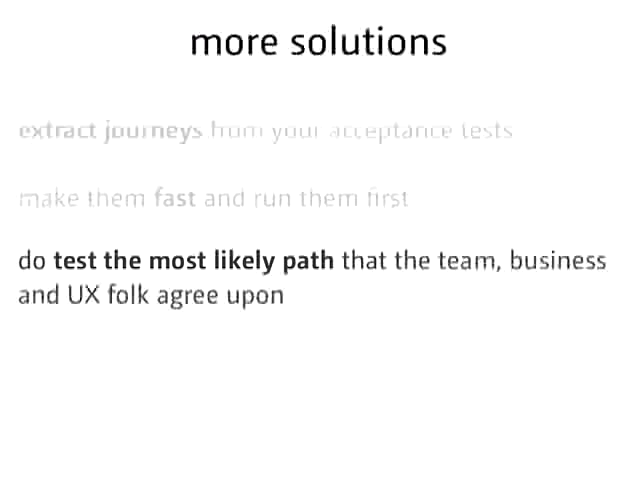 more solutions
extract journeys from your acceptance tests
make them fast and run them first
do test the most likely path that the team, business
and UX folk agree upon